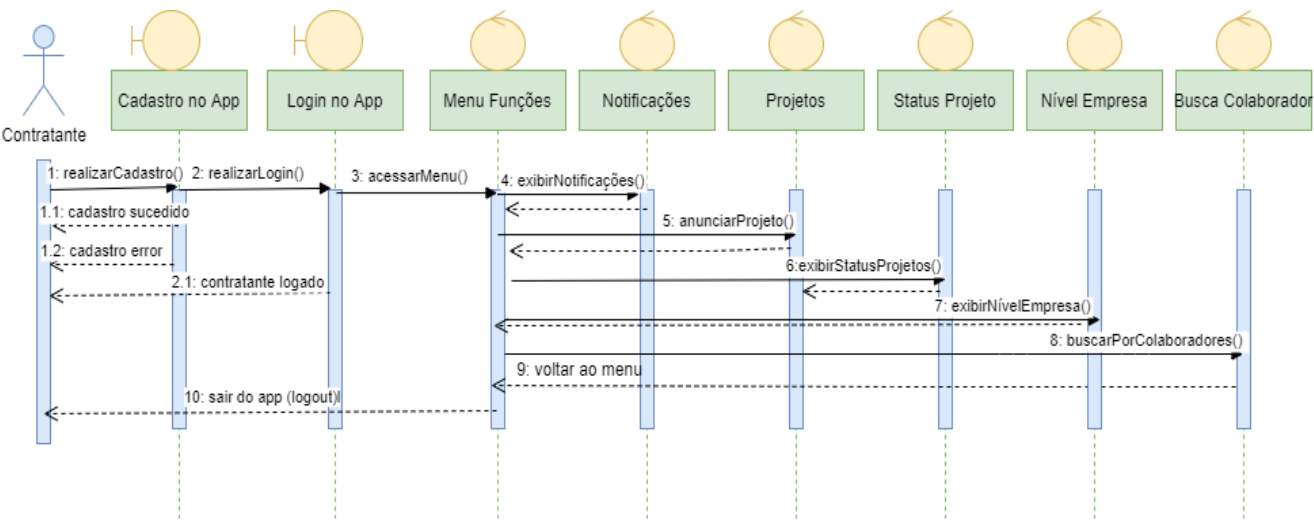 Contratante
Cadastro no App
Login no App
Menu Funções
Notificações
Projetos
Status Projeto
Nível Empresa
Busca Colaborador
1: realizarCadastro()
2: realizarLogin()
3: acessarMenu()
4: exibirNotificações()
1.1: cadastro sucedido
5: anunciarProjeto()
1.2: cadastro error
6:exibirStatusProjetos()
2.1: contratante logado
7: exibirNívelEmpresa()
8: buscarPorColaboradores()
9: voltar ao menu
10: sair do app (logout)l